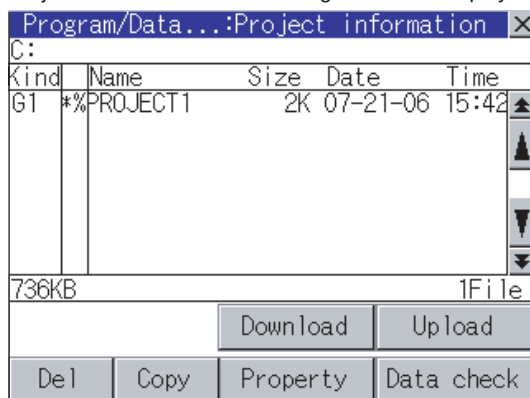 Program/Data...:Project information ×
C:
Kind Name Size Date Time
G1 *%PROJECT1 2K 07-21-06 15:42
736KB 1File
Download Upload
Del Copy Property Data check